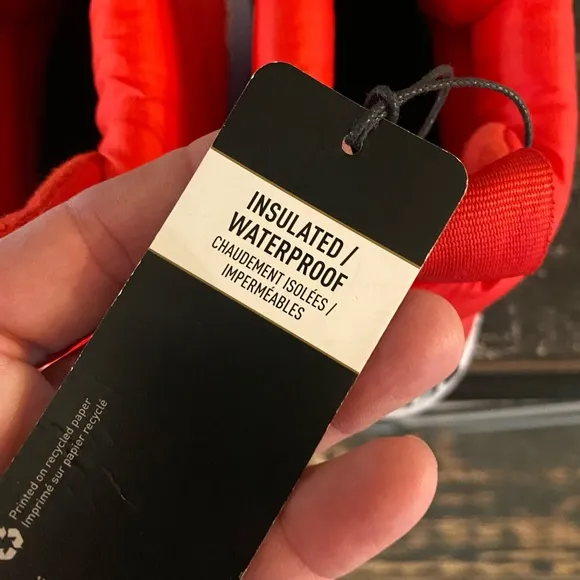 INSULATED /
WATERPROOF
CHAUDEMENT ISOLÉES /
IMPERMÉABLES
Printed on recycled paper
Imprimé sur papier recyclé